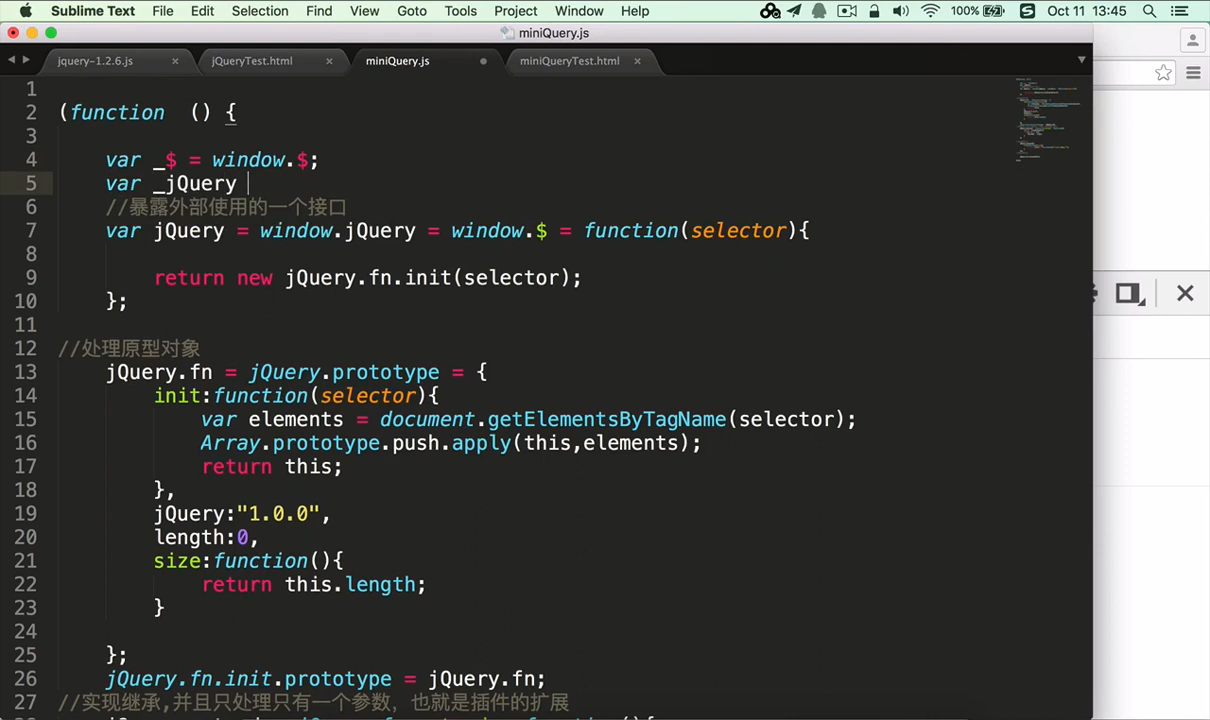 Sublime Text File Edit Selection Find View Goto Tools Project Window Help 100% Oct 11 13:45
miniQuery.js
jquery-1.2.6.js jQueryTest.html miniQuery.js miniQueryTest.html
1
2 (function () {
3
4 var _$ = window.$;
5 var _jQuery
6 //暴露外部使用的一个接口
7 var jQuery = window.jQuery = window.$ = function(selector){
8
9 return new jQuery.fn.init(selector);
10 };
11
12 //处理原型对象
13 jQuery.fn = jQuery.prototype = {
14 init:function(selector){
15 var elements = document.getElementsByTagName(selector);
16 Array.prototype.push.apply(this,elements);
17 return this;
18 },
19 jQuery:"1.0.0",
20 length:0,
21 size:function(){
22 return this.length;
23 }
24
25 };
26 jQuery.fn.init.prototype = jQuery.fn;
27 //实现继承,并且只处理只有一个参数，也就是插件的扩展